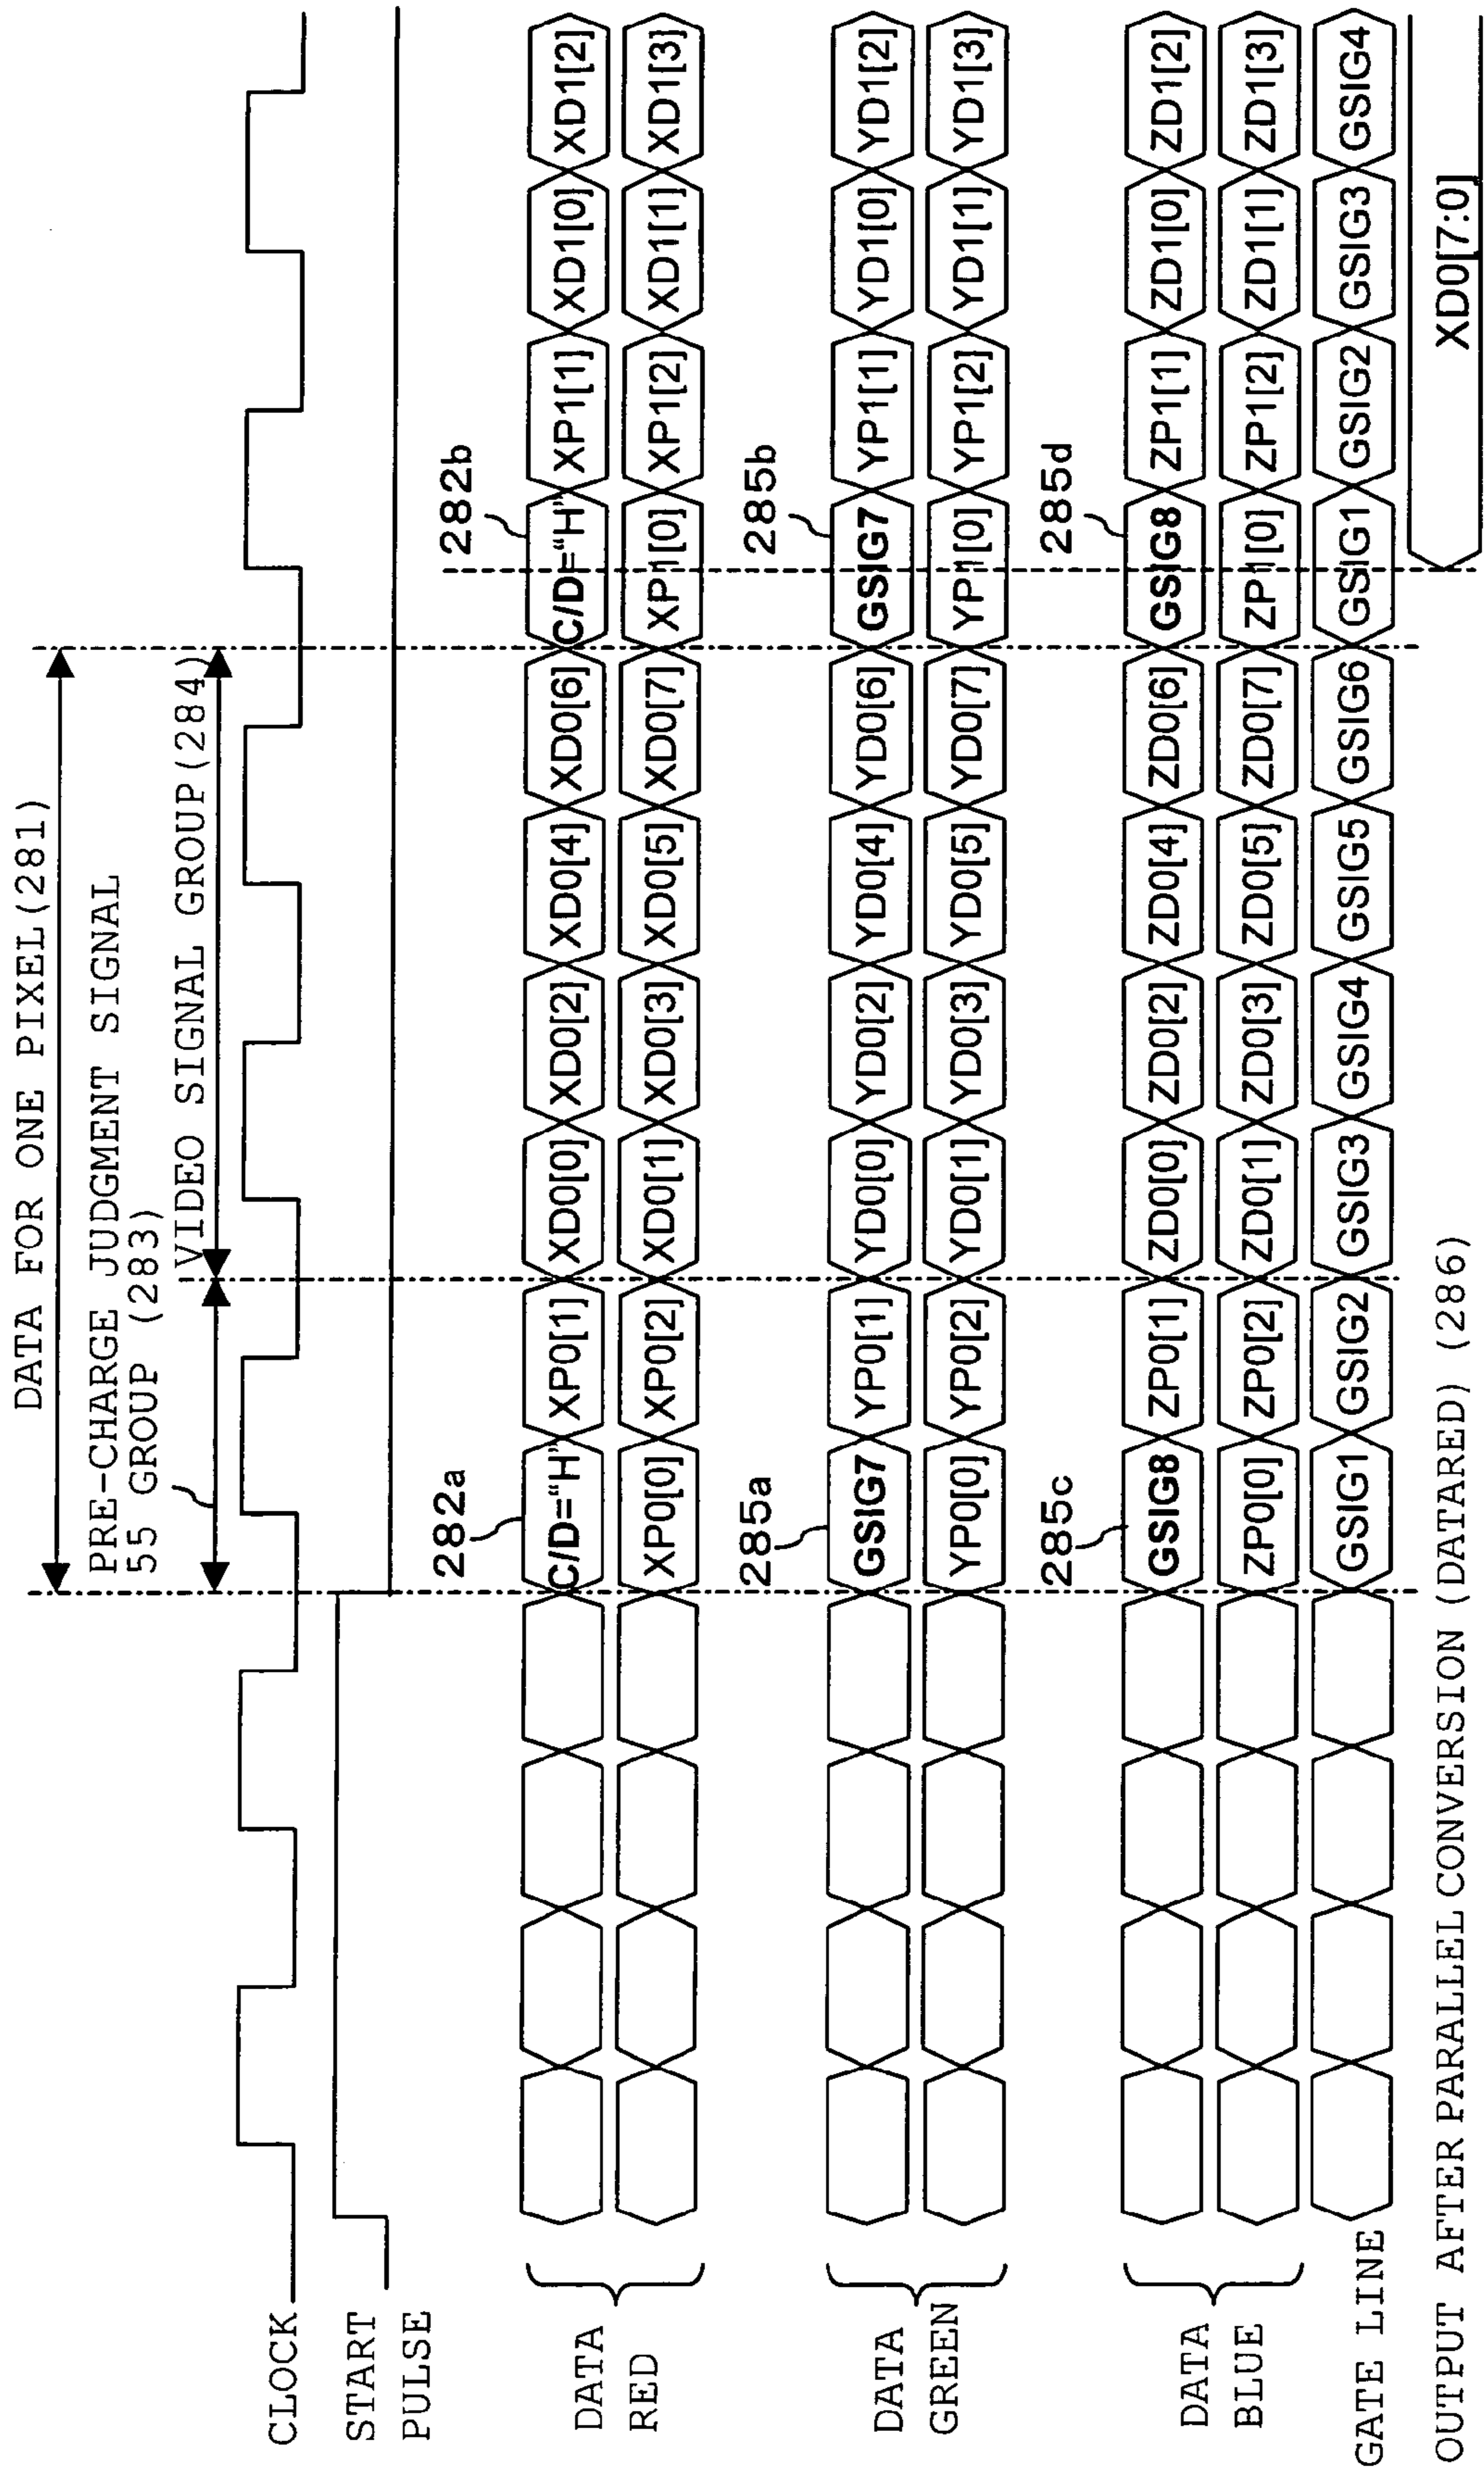 DATA FOR ONE PIXEL(281)
PRE-CHARGE JUDGMENT SIGNAL
55 GROUP (283)
VIDEO SIGNAL GROUP(284)
CLOCK
START
PULSE
282a
282b
DATA
RED
C/D="H" XP0[1] XD0[0] XD0[2] XD0[4] XD0[6] C/D="H" XP1[1] XD1[0] XD1[2]
XP0[0] XP0[2] XD0[1] XD0[3] XD0[5] XD0[7] XP1[0] XP1[2] XD1[1] XD1[3]
285a
285b
DATA
GREEN
GSIG7 YP0[1] YD0[0] YD0[2] YD0[4] YD0[6] GSIG7 YP1[1] YD1[0] YD1[2]
YP0[0] YP0[2] YD0[1] YD0[3] YD0[5] YD0[7] YP1[0] YP1[2] YD1[1] YD1[3]
285c
285d
DATA
BLUE
GSIG8 ZP0[1] ZD0[0] ZD0[2] ZD0[4] ZD0[6] GSIG8 ZP1[1] ZD1[0] ZD1[2]
ZP0[0] ZP0[2] ZD0[1] ZD0[3] ZD0[5] ZD0[7] ZP1[0] ZP1[2] ZD1[1] ZD1[3]
GATE LINE
GSIG1 GSIG2 GSIG3 GSIG4 GSIG5 GSIG6 GSIG1 GSIG2 GSIG3 GSIG4
OUTPUT AFTER PARALLEL CONVERSION (DATARED) (286)
XD0[7:0]